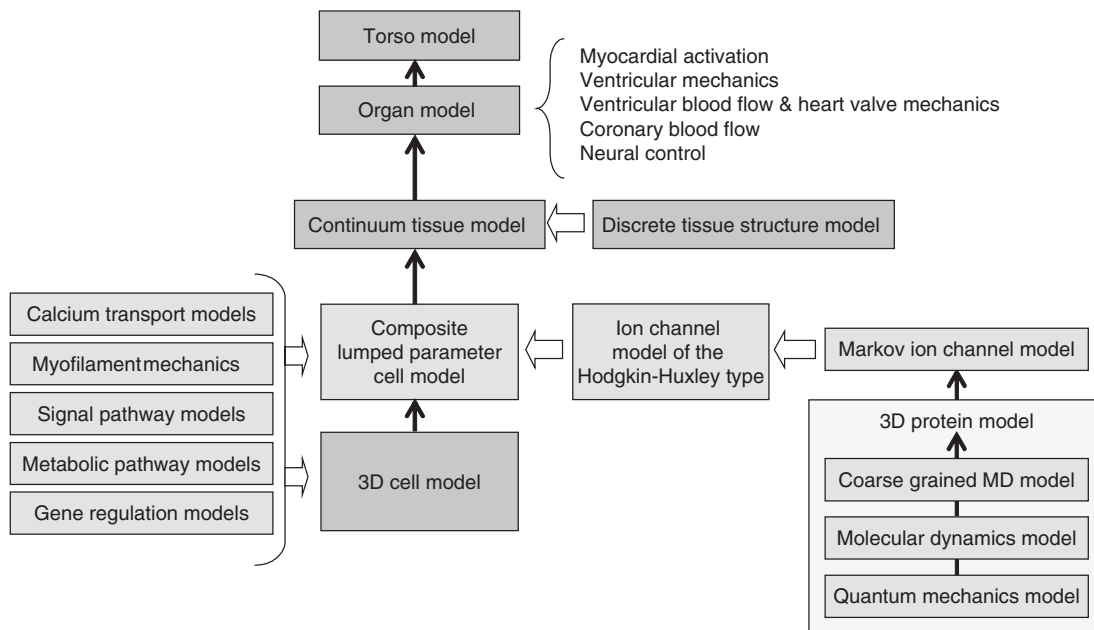 Torso model
Organ model
Myocardial activation
Ventricular mechanics
Ventricular blood flow & heart valve mechanics
Coronary blood flow
Neural control
Continuum tissue model
Discrete tissue structure model
Calcium transport models
Myofilament mechanics
Signal pathway models
Metabolic pathway models
Gene regulation models
Composite
lumped parameter
cell model
3D cell model
Ion channel
model of the
Hodgkin-Huxley type
Markov ion channel model
3D protein model
Coarse grained MD model
Molecular dynamics model
Quantum mechanics model